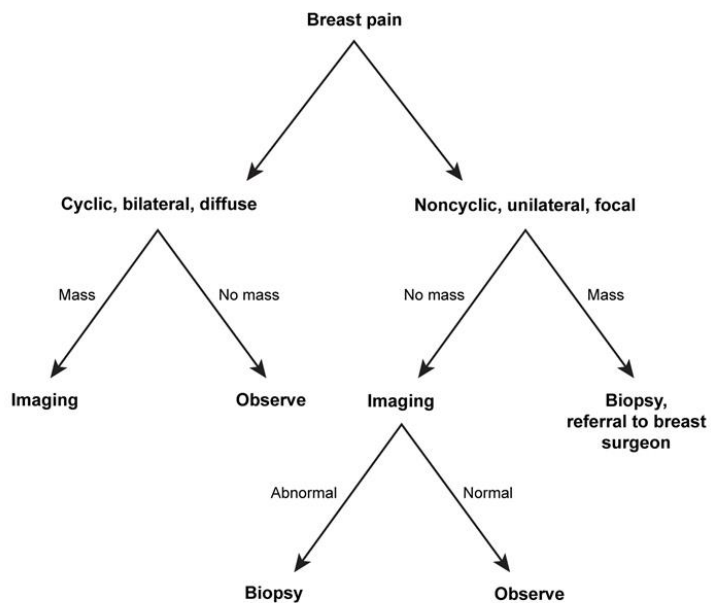 Breast pain
Cyclic, bilateral, diffuse
Noncyclic, unilateral, focal
Mass
No mass
No mass
Mass
Imaging
Observe
Imaging
Biopsy,
referral to breast
surgeon
Abnormal
Normal
Biopsy
Observe